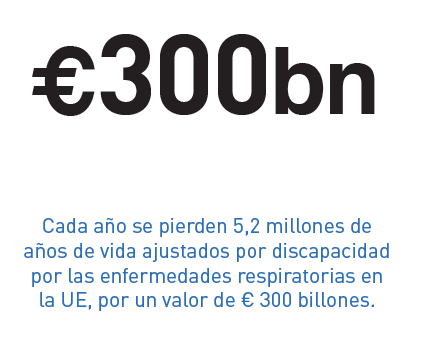 €300bn
Cada año se pierden 5,2 millones de
años de vida ajustados por discapacidad
por las enfermedades respiratorias en
la UE, por un valor de € 300 billones.